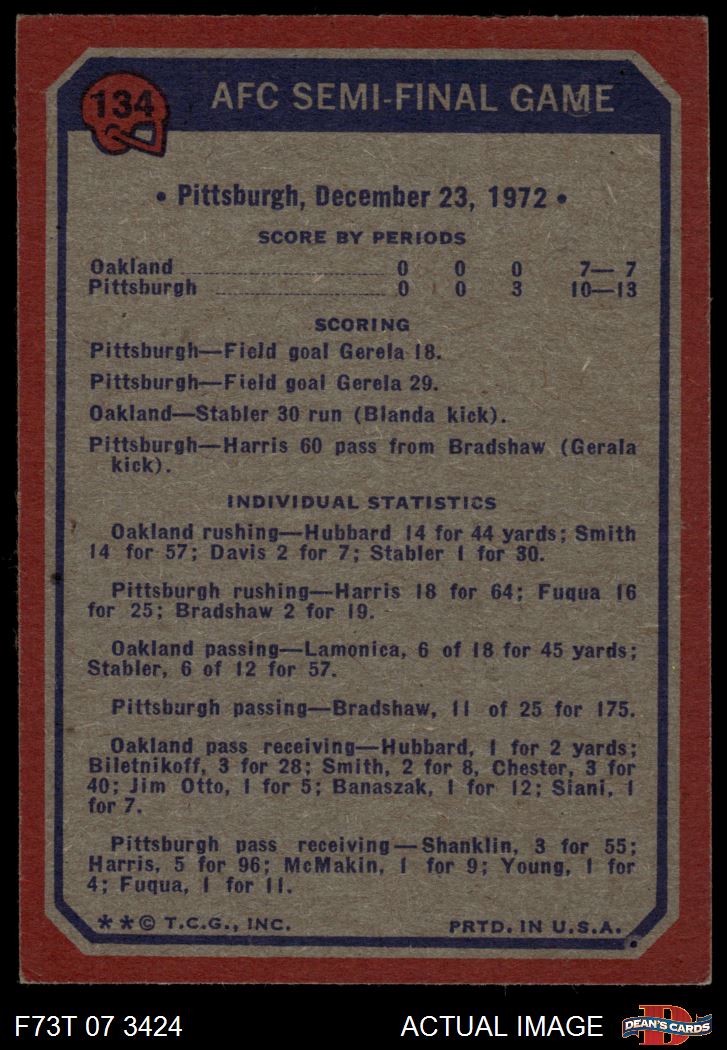 134
AFC SEMI-FINAL GAME
• Pittsburgh, December 23, 1972 •
SCORE BY PERIODS
Oakland 0 0 0 7— 7
Pittsburgh 0 0 3 10—13
SCORING
Pittsburgh—Field goal Gerela 18.
Pittsburgh—Field goal Gerela 29.
Oakland—Stabler 30 run (Blanda kick).
Pittsburgh—Harris 60 pass from Bradshaw (Gerala
kick).
INDIVIDUAL STATISTICS
Oakland rushing—Hubbard 14 for 44 yards; Smith
14 for 57; Davis 2 for 7; Stabler 1 for 30.
Pittsburgh rushing—Harris 18 for 64; Fuqua 16
for 25; Bradshaw 2 for 19.
Oakland passing—Lamonica, 6 of 18 for 45 yards;
Stabler, 6 of 12 for 57.
Pittsburgh passing—Bradshaw, 11 of 25 for 175.
Oakland pass receiving—Hubbard, 1 for 2 yards;
Biletnikoff, 3 for 28; Smith, 2 for 8, Chester, 3 for
40; Jim Otto, 1 for 5; Banaszak, 1 for 12; Siani, 1
for 7.
Pittsburgh pass receiving—Shanklin, 3 for 55;
Harris, 5 for 96; McMakin, 1 for 9; Young, 1 for
4; Fuqua, 1 for 11.
**© T.C.G., INC. PRTD. IN U.S.A.
F73T 07 3424 ACTUAL IMAGE D DEAN'S CARDS